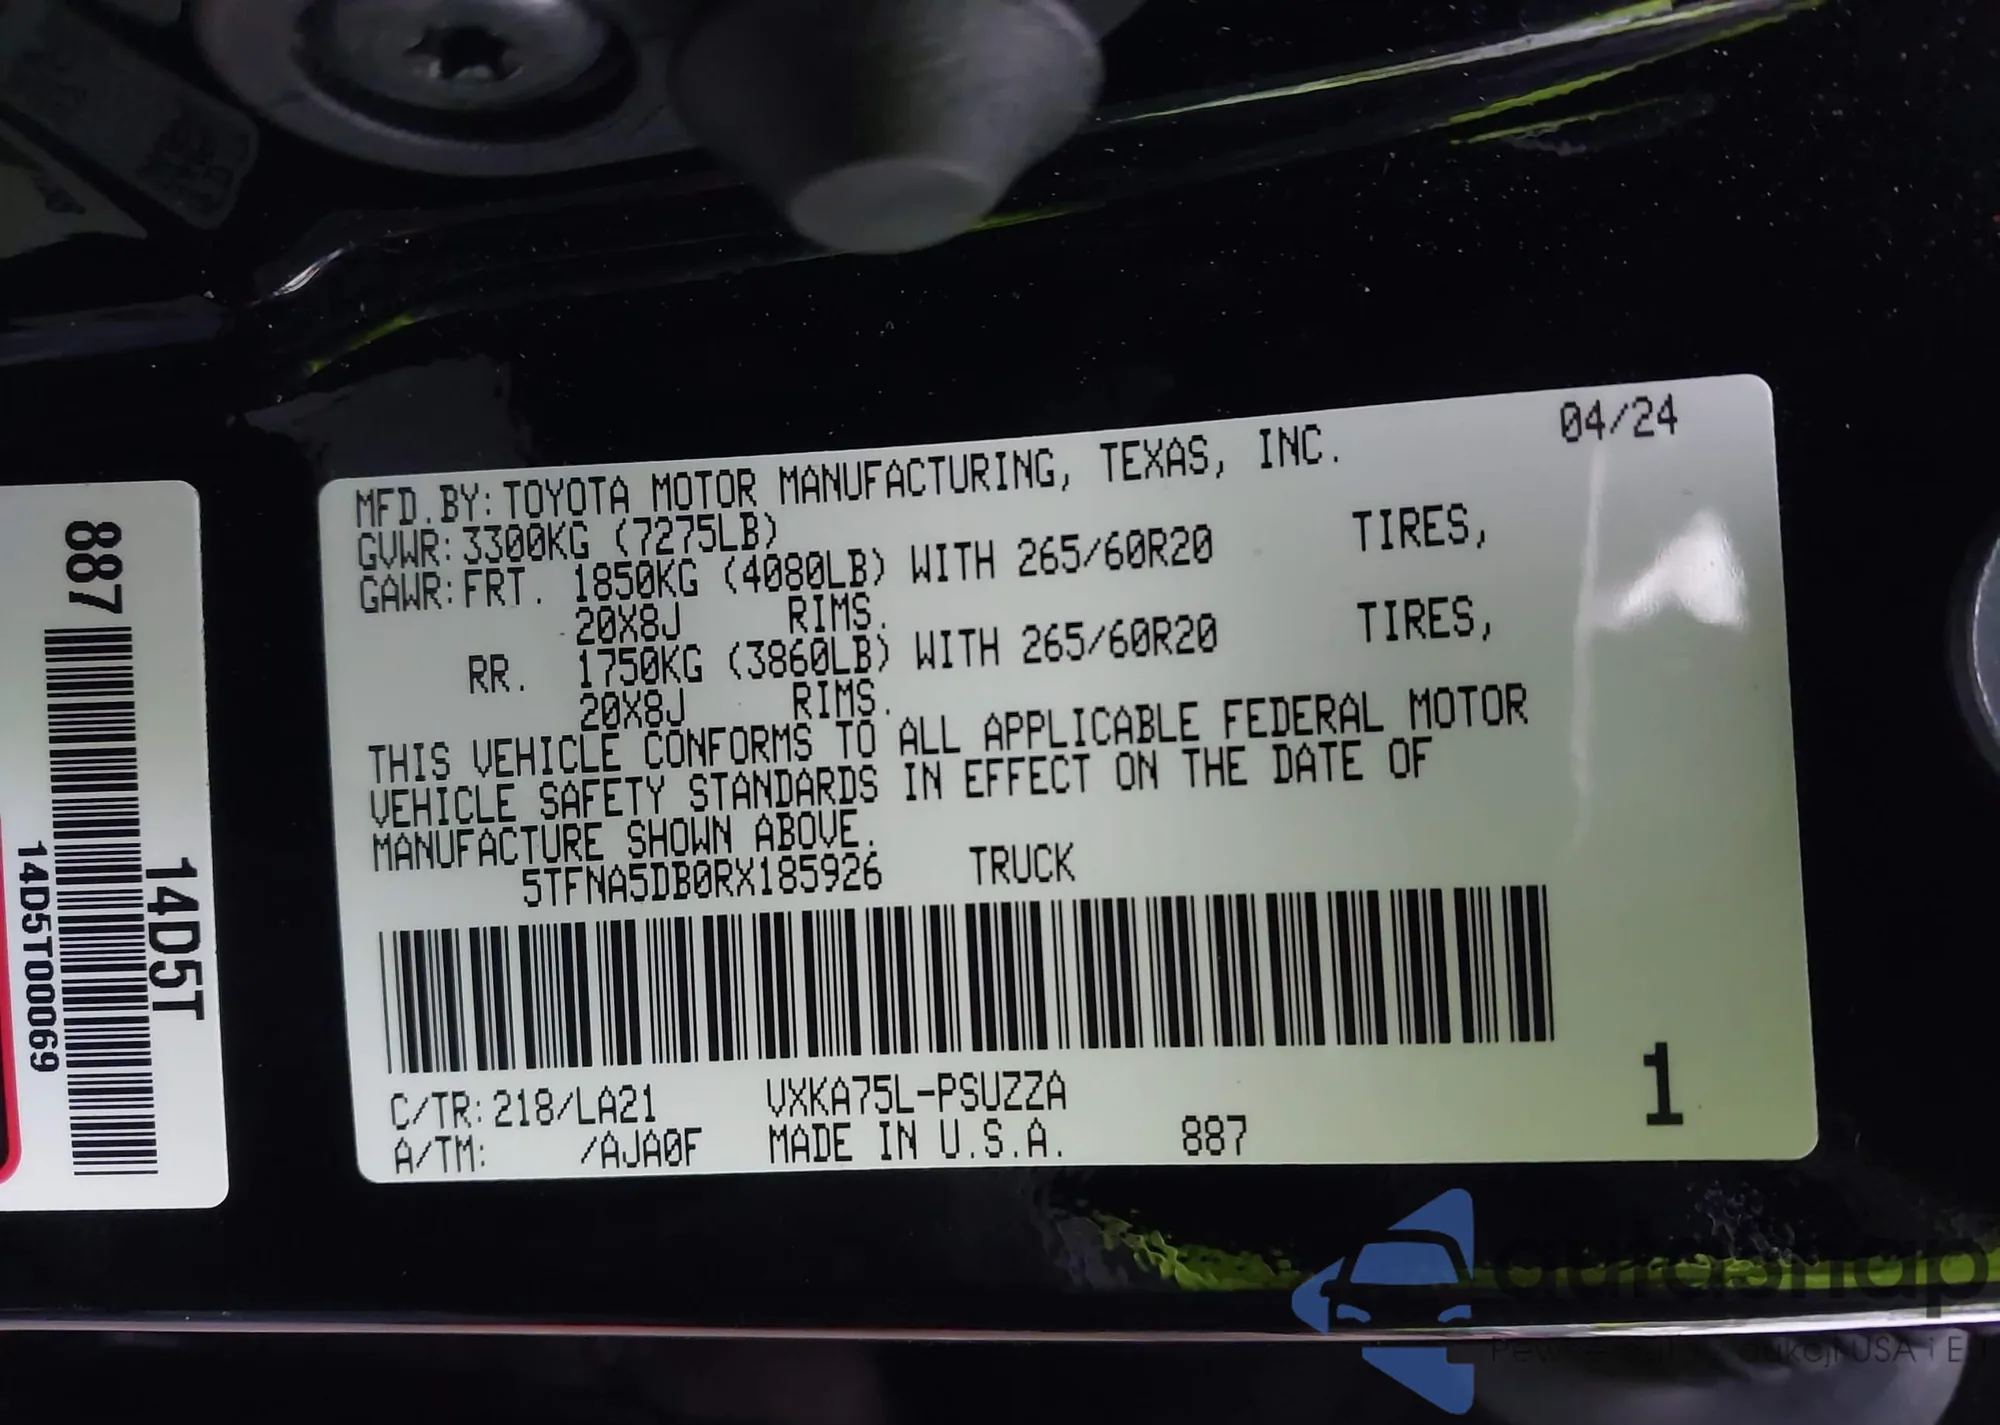 MFD.BY:TOYOTA MOTOR MANUFACTURING, TEXAS, INC. 04/24
GVWR:3300KG (7275LB)
GAWR:FRT. 1850KG (4080LB) WITH 265/60R20 TIRES,
20X8J RIMS.
RR. 1750KG (3860LB) WITH 265/60R20 TIRES,
20X8J RIMS.
THIS VEHICLE CONFORMS TO ALL APPLICABLE FEDERAL MOTOR
VEHICLE SAFETY STANDARDS IN EFFECT ON THE DATE OF
MANUFACTURE SHOWN ABOVE.
5TFNA5DB0RX185926 TRUCK
C/TR:218/LA21 VXKA75L-PSUZZA
A/TM: /AJA0F MADE IN U.S.A. 887
1
887
14D5T
14D5T000069
autosnap
USA i E